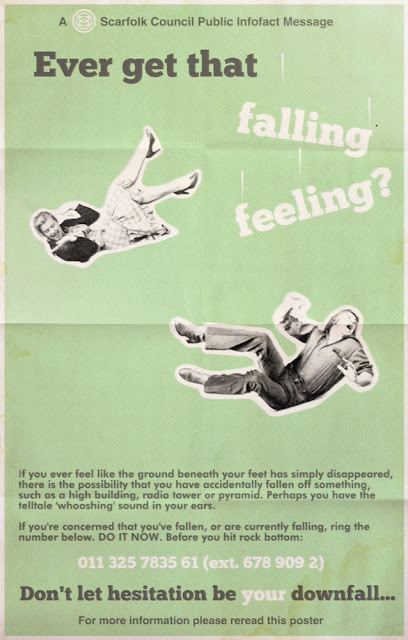 A Scarfolk Council Public Infofact Message
Ever get that
falling
feeling?
If you ever feel like the ground beneath your feet has simply disappeared,
there is the possibility that you have accidentally fallen off something,
such as a high building, radio tower or pyramid. Perhaps you have the
telltale 'whooshing' sound in your ears.
If you're concerned that you've fallen, or are currently falling, ring the
number below. DO IT NOW. Before you hit rock bottom:
011 325 7835 61 (ext. 678 909 2)
Don't let hesitation be your downfall...
For more information please reread this poster